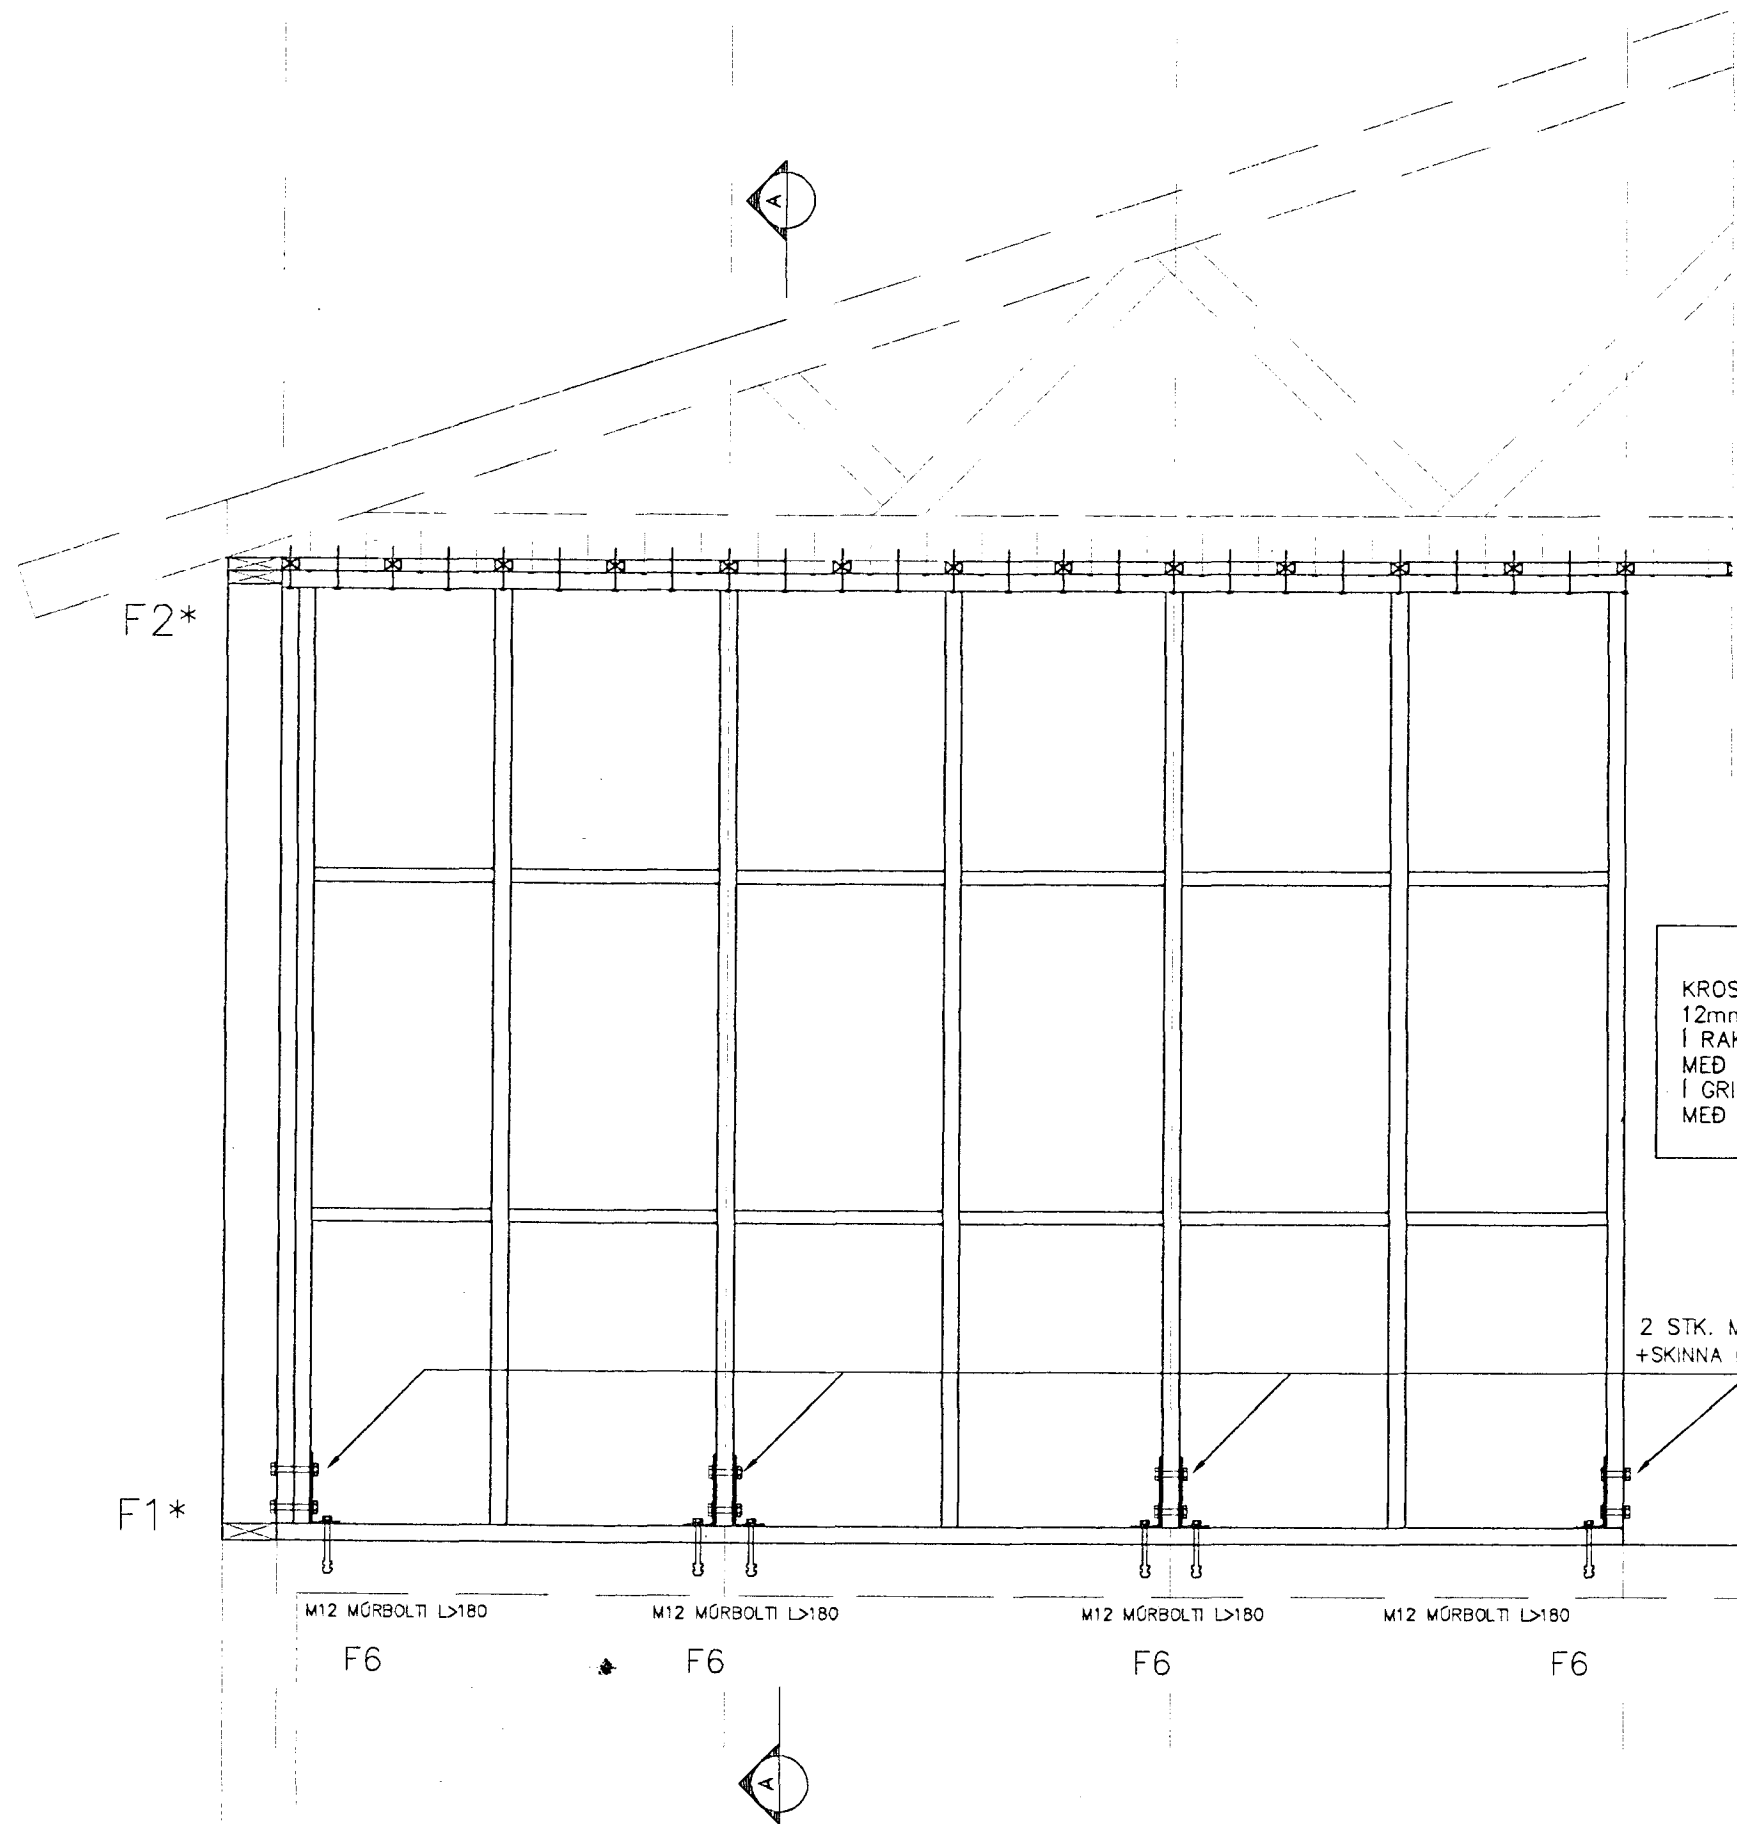 A
F2*
KROS
12mm
Í RAK
MEÐ
Í GRI
MEÐ
2 STK. M
+SKINNA
F1*
M12 MÚRBOLTI L>180
M12 MÚRBOLTI L>180
M12 MÚRBOLTI L>180
M12 MÚRBOLTI L>180
F6
F6
F6
F6
A